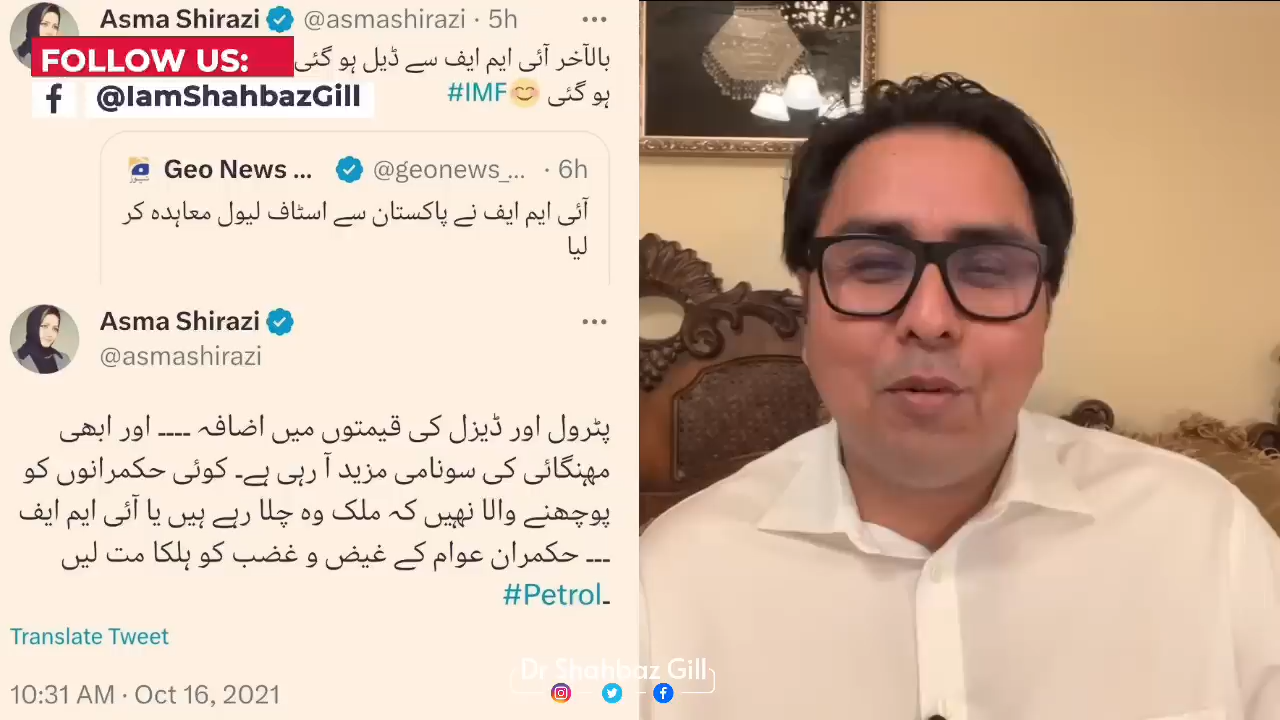 Asma Shirazi @asmashirazi · 5h
FOLLOW US:
بالآخر آئی ایم ایف سے ڈیل ہو گئی
@IamShahbazGill
ہو گئی 😊 #IMF
Geo News ... @geonews_... · 6h
آئی ایم ایف نے پاکستان سے اسٹاف لیول معاہدہ کر
لیا
Asma Shirazi
@asmashirazi
پٹرول اور ڈیزل کی قیمتوں میں اضافہ ---- اور ابھی
مہنگائی کی سونامی مزید آ رہی ہے۔ کوئی حکمرانوں کو
پوچھنے والا نہیں کہ ملک وہ چلا رہے ہیں یا آئی ایم ایف
--- حکمران عوام کے غیض و غضب کو ہلکا مت لیں
۔#Petrol
Translate Tweet
10:31 AM · Oct 16, 2021
Dr Shahbaz Gill